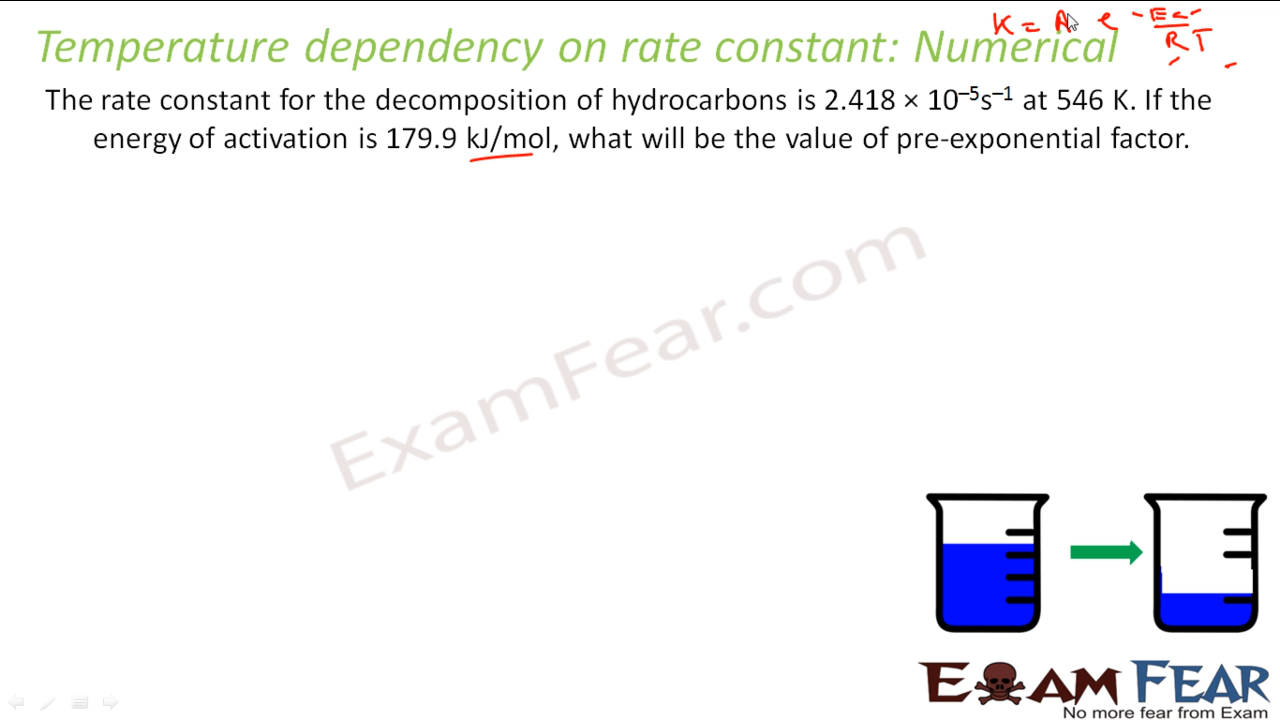 Temperature dependency on rate constant: Numerical
K = A e -Ea/RT
The rate constant for the decomposition of hydrocarbons is 2.418 × 10⁻⁵s⁻¹ at 546 K. If the
energy of activation is 179.9 kJ/mol, what will be the value of pre-exponential factor.
ExamFear.com
EXAM FEAR
No more fear from Exam